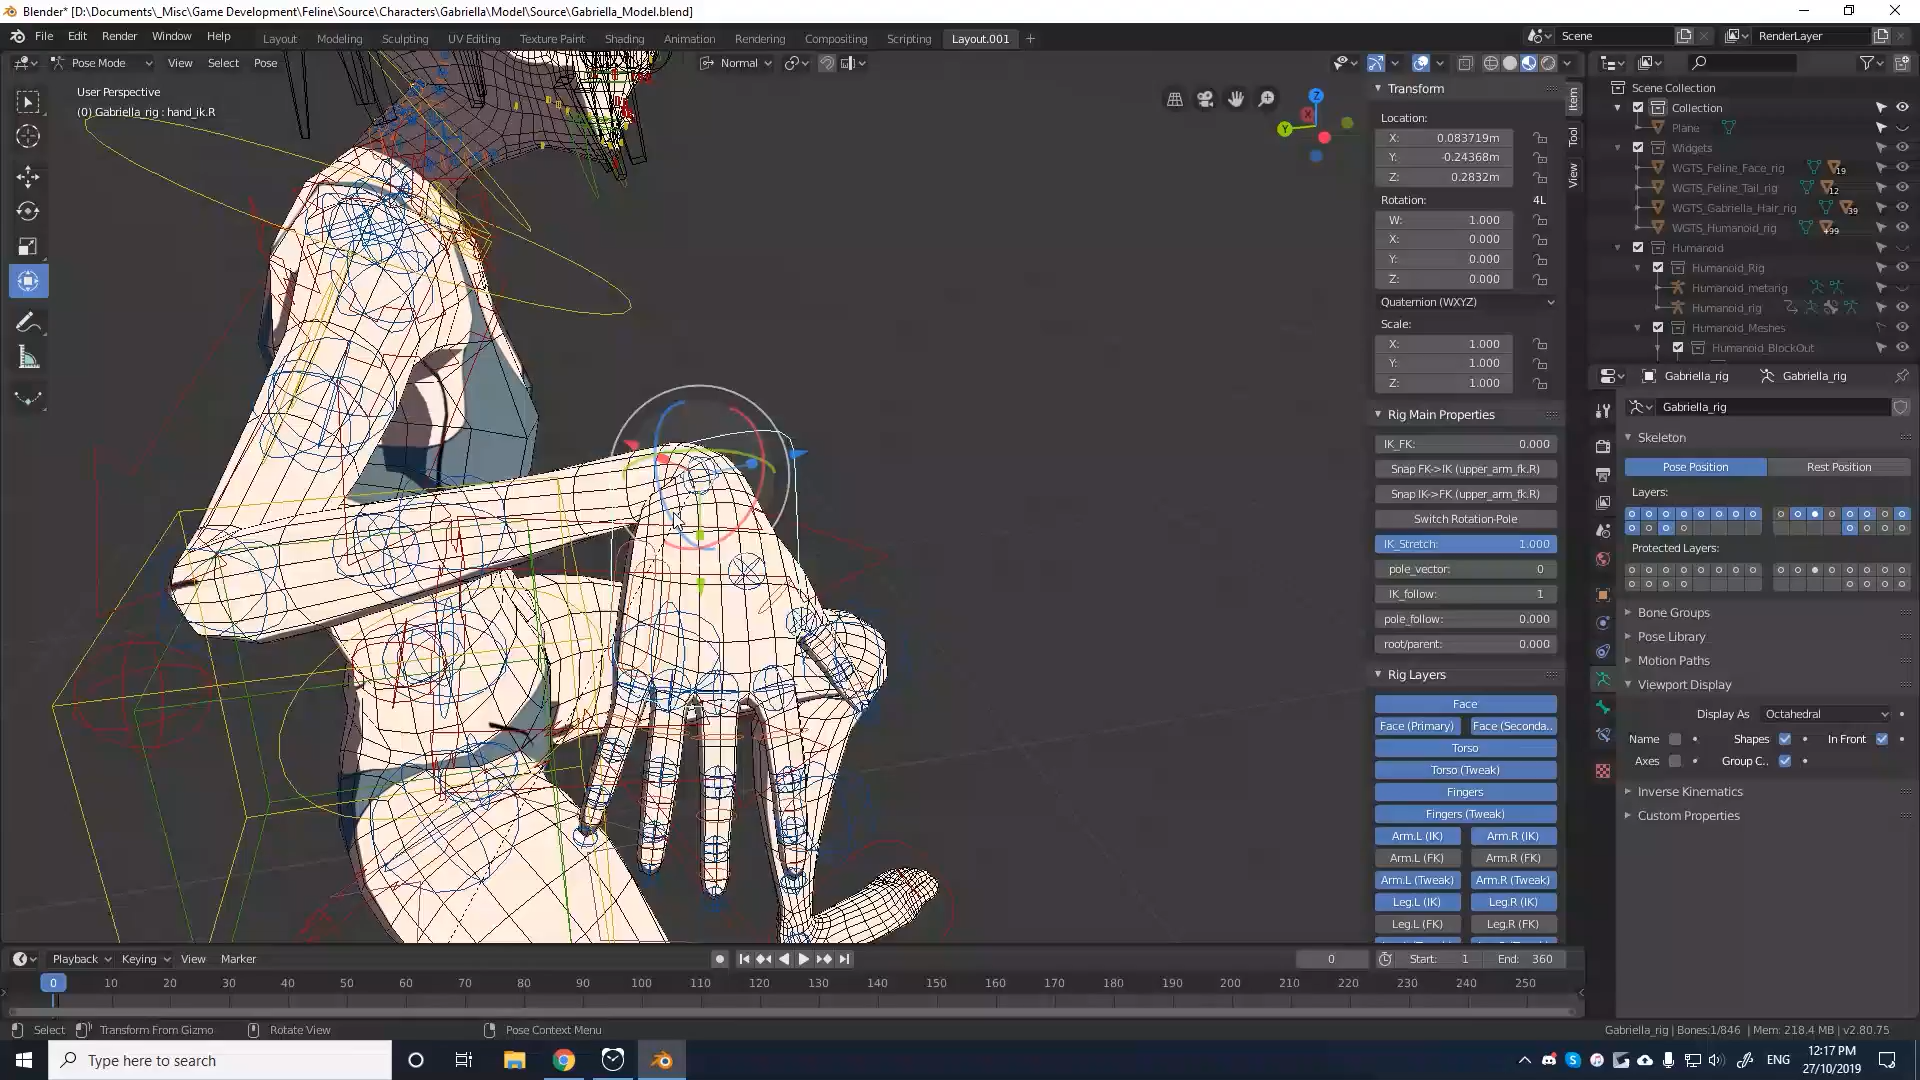 Blender* [D:\Documents\_Misc\Game Development\Feline\Source\Characters\Gabriella\Model\Source\Gabriella_Model.blend]
File Edit Render Window Help
Layout Modeling Sculpting UV Editing Texture Paint Shading Animation Rendering Compositing Scripting Layout.001 +
Scene
RenderLayer
Pose Mode View Select Pose
Normal
User Perspective
(0) Gabriella_rig : hand_ik.R
Z
Y
X
Item
Tool
View
Transform
Location:
X: 0.083719m
Y: -0.24368m
Z: 0.2832m
Rotation: 4L
W: 1.000
X: 0.000
Y: 0.000
Z: 0.000
Quaternion (WXYZ)
Scale:
X: 1.000
Y: 1.000
Z: 1.000
Rig Main Properties
IK_FK: 0.000
Snap FK->IK (upper_arm_fk.R)
Snap IK->FK (upper_arm_fk.R)
Switch Rotation-Pole
IK_Stretch: 1.000
pole_vector: 0
IK_follow: 1
pole_follow: 0.000
root/parent: 0.000
Rig Layers
Face
Face (Primary) Face (Seconda..
Torso
Torso (Tweak)
Fingers
Fingers (Tweak)
Arm.L (IK) Arm.R (IK)
Arm.L (FK) Arm.R (FK)
Arm.L (Tweak) Arm.R (Tweak)
Leg.L (IK) Leg.R (IK)
Leg.L (FK) Leg.R (FK)
Scene Collection
Collection
Plane
Widgets
WGTS_Feline_Face_rig 19
WGTS_Feline_Tail_rig 12
WGTS_Gabriella_Hair_rig 39
WGTS_Humanoid_rig +99
Humanoid
Humanoid_Rig
Humanoid_metarig
Humanoid_rig
Humanoid_Meshes
Humanoid_BlockOut
Gabriella_rig Gabriella_rig
Gabriella_rig
Skeleton
Pose Position Rest Position
Layers:
Protected Layers:
Bone Groups
Pose Library
Motion Paths
Viewport Display
Display As Octahedral
Name Shapes In Front
Axes Group C..
Inverse Kinematics
Custom Properties
Playback Keying View Marker
0 Start: 1 End: 360
0 10 20 30 40 50 60 70 80 90 100 110 120 130 140 150 160 170 180 190 200 210 220 230 240 250
Select Transform From Gizmo Rotate View Pose Context Menu
Gabriella_rig | Bones:1/846 | Mem: 218.4 MB | v2.80.75
Type here to search
ENG
12:17 PM
27/10/2019